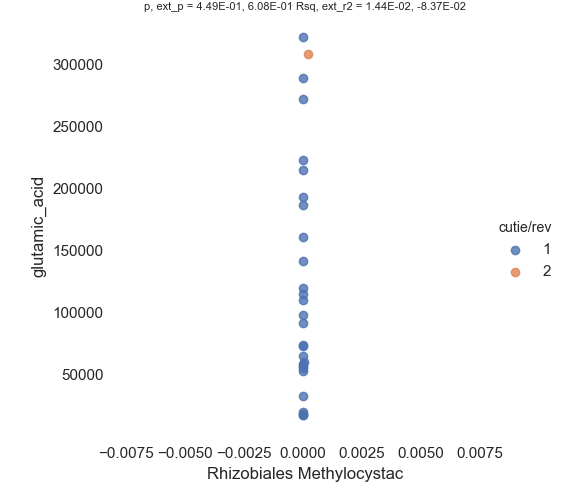 p, ext_p = 4.49E-01, 6.08E-01 Rsq, ext_r2 = 1.44E-02, -8.37E-02
300000
250000
200000
150000
100000
50000
glutamic_acid
cutie/rev
1
2
−0.0075 −0.0050 −0.0025 0.0000 0.0025 0.0050 0.0075
Rhizobiales Methylocystac